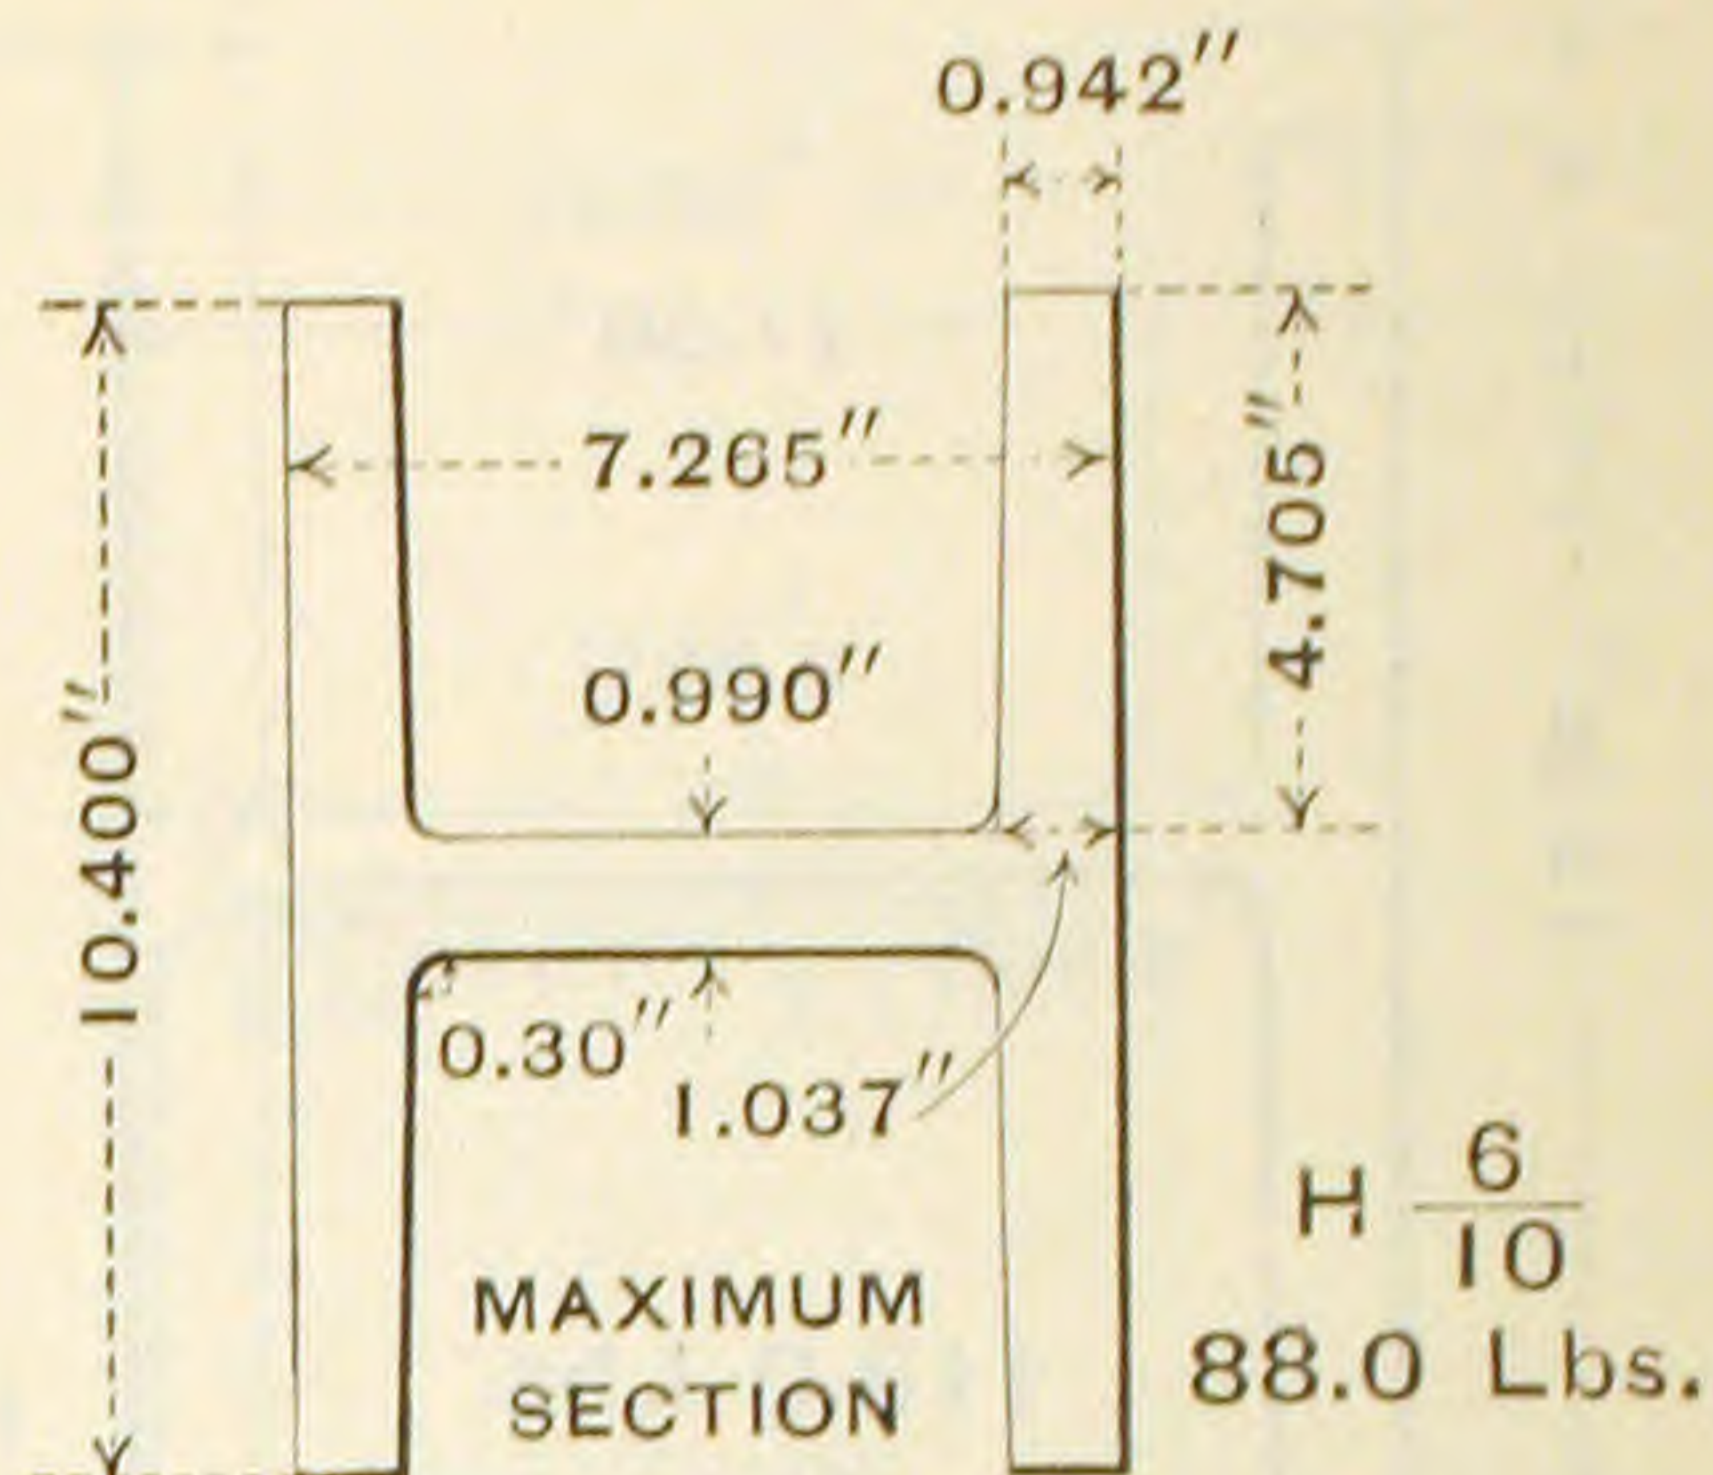 0.942"
7.265"
4.705"
0.990"
10.400"
0.30"
1.037"
H 6/10
88.0 Lbs.
MAXIMUM
SECTION